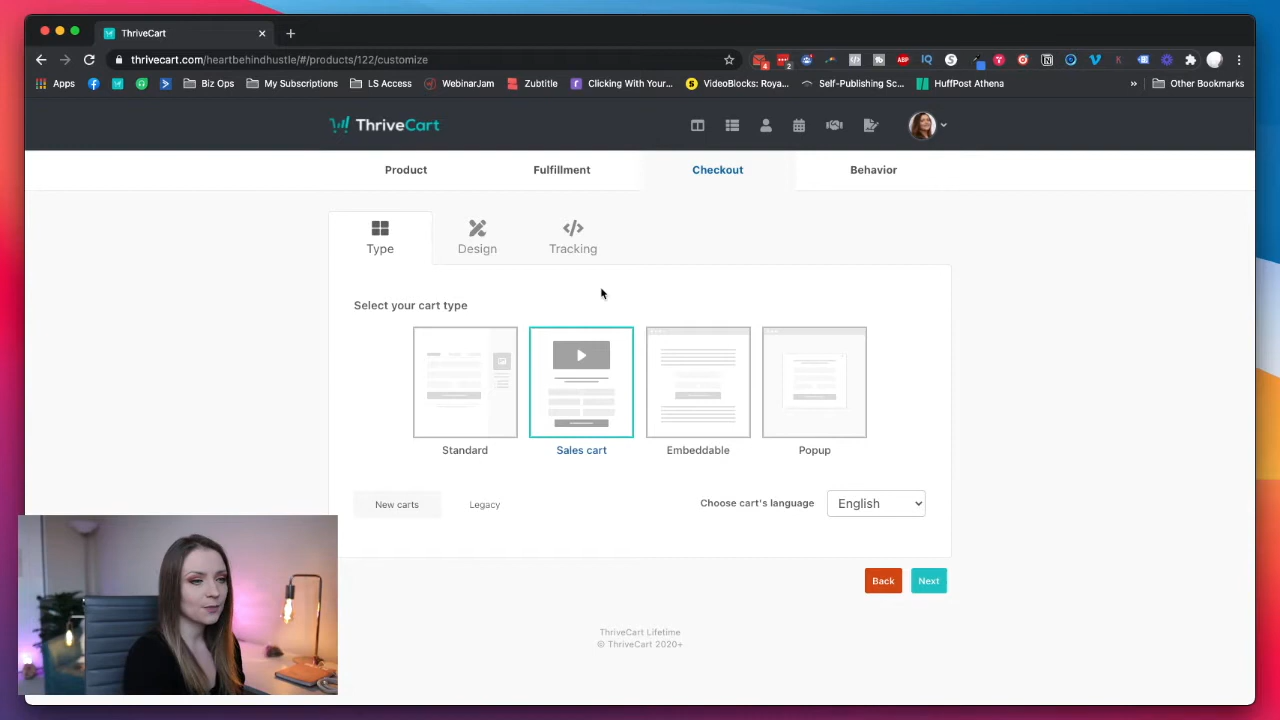 ThriveCart
thrivecart.com/heartbehindhustle/#/products/122/customize
Apps
Biz Ops
My Subscriptions
LS Access
WebinarJam
Zubtitle
Clicking With Your...
VideoBlocks: Roya...
Self-Publishing Sc...
HuffPost Athena
»
Other Bookmarks
ThriveCart
Product
Fulfillment
Checkout
Behavior
Type
Design
Tracking
Select your cart type
Standard
Sales cart
Embeddable
Popup
New carts
Legacy
Choose cart's language
English
Back
Next
ThriveCart Lifetime
© ThriveCart 2020+